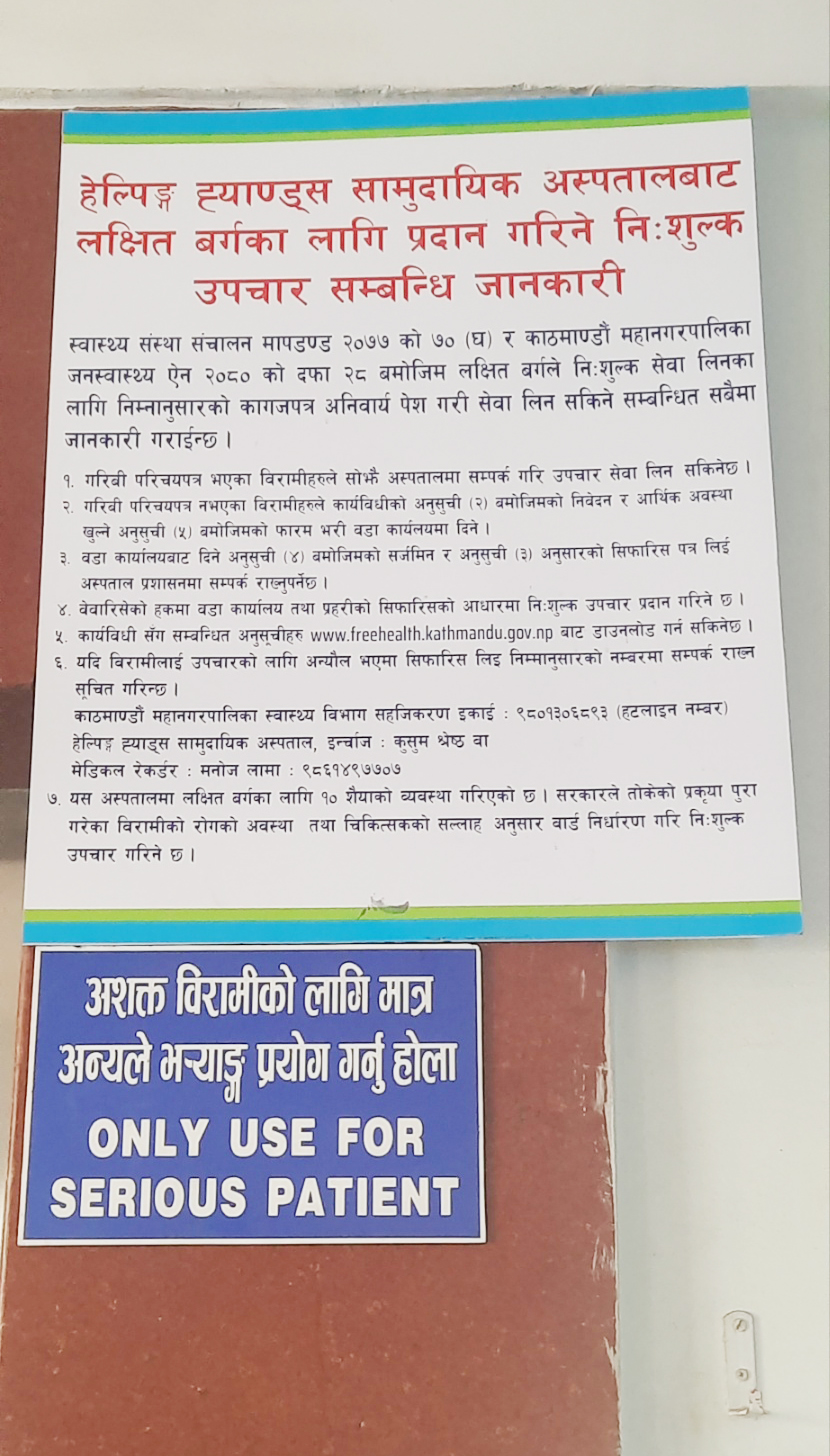 हेल्पिङ्ग ह्याण्ड्स सामुदायिक अस्पतालबाट
लक्षित बर्गका लागि प्रदान गरिने निःशुल्क
उपचार सम्बन्धि जानकारी
स्वास्थ्य संस्था संचालन मापडण्ड २०७७ को ७० (घ) र काठमाण्डौं महानगरपालिका
जनस्वास्थ्य ऐन २०८० को दफा २८ बमोजिम लक्षित बर्गले निःशुल्क सेवा लिनका
लागि निम्नानुसारको कागजपत्र अनिवार्य पेश गरी सेवा लिन सकिने सम्बन्धित सबैमा
जानकारी गराईन्छ ।
१. गरिबी परिचयपत्र भएका विरामीहरुले सोझै अस्पतालमा सम्पर्क गरि उपचार सेवा लिन सकिनेछ ।
२. गरिबी परिचयपत्र नभएका विरामीहरुले कार्यविधीको अनुसुची (२) बमोजिमको निवेदन र आर्थिक अवस्था
खुल्ने अनुसुची (५) बमोजिमको फारम भरी वडा कार्यलयमा दिने ।
३. वडा कार्यालयबाट दिने अनुसुची (४) बमोजिमको सर्जमिन र अनुसुची (३) अनुसारको सिफारिस पत्र लिई
अस्पताल प्रशासनमा सम्पर्क राख्नुपर्नेछ ।
४. वेवारिसेको हकमा वडा कार्यालय तथा प्रहरीको सिफारिसको आधारमा निःशुल्क उपचार प्रदान गरिने छ ।
५. कार्यविधी सँग सम्बन्धित अनुसूचीहरु www.freehealth.kathmandu.gov.np बाट डाउनलोड गर्न सकिनेछ ।
६. यदि विरामीलाई उपचारको लागि अन्यौल भएमा सिफारिस लिइ निम्मानुसारको नम्बरमा सम्पर्क राख्न
सूचित गरिन्छ ।
काठमाण्डौं महानगरपालिका स्वास्थ्य विभाग सहजिकरण इकाई : ९८०१३०६८९३ (हटलाइन नम्बर)
हेल्पिङ्ग ह्याड्स सामुदायिक अस्पताल, इन्चाँज : कुसुम श्रेष्ठ वा
मेडिकल रेकर्डर : मनोज लामा : ९८६१४९७७०७
७. यस अस्पतालमा लक्षित बर्गका लागि १० शैयाको व्यवस्था गरिएको छ । सरकारले तोकेको प्रकृया पुरा
गरेका विरामीको रोगको अवस्था तथा चिकित्सकको सल्लाह अनुसार वार्ड निर्धारण गरि निःशुल्क
उपचार गरिने छ ।
अशक्त विरामीको लागि मात्र
अन्यले भऱ्याङ्ग प्रयोग गर्नु होला
ONLY USE FOR
SERIOUS PATIENT